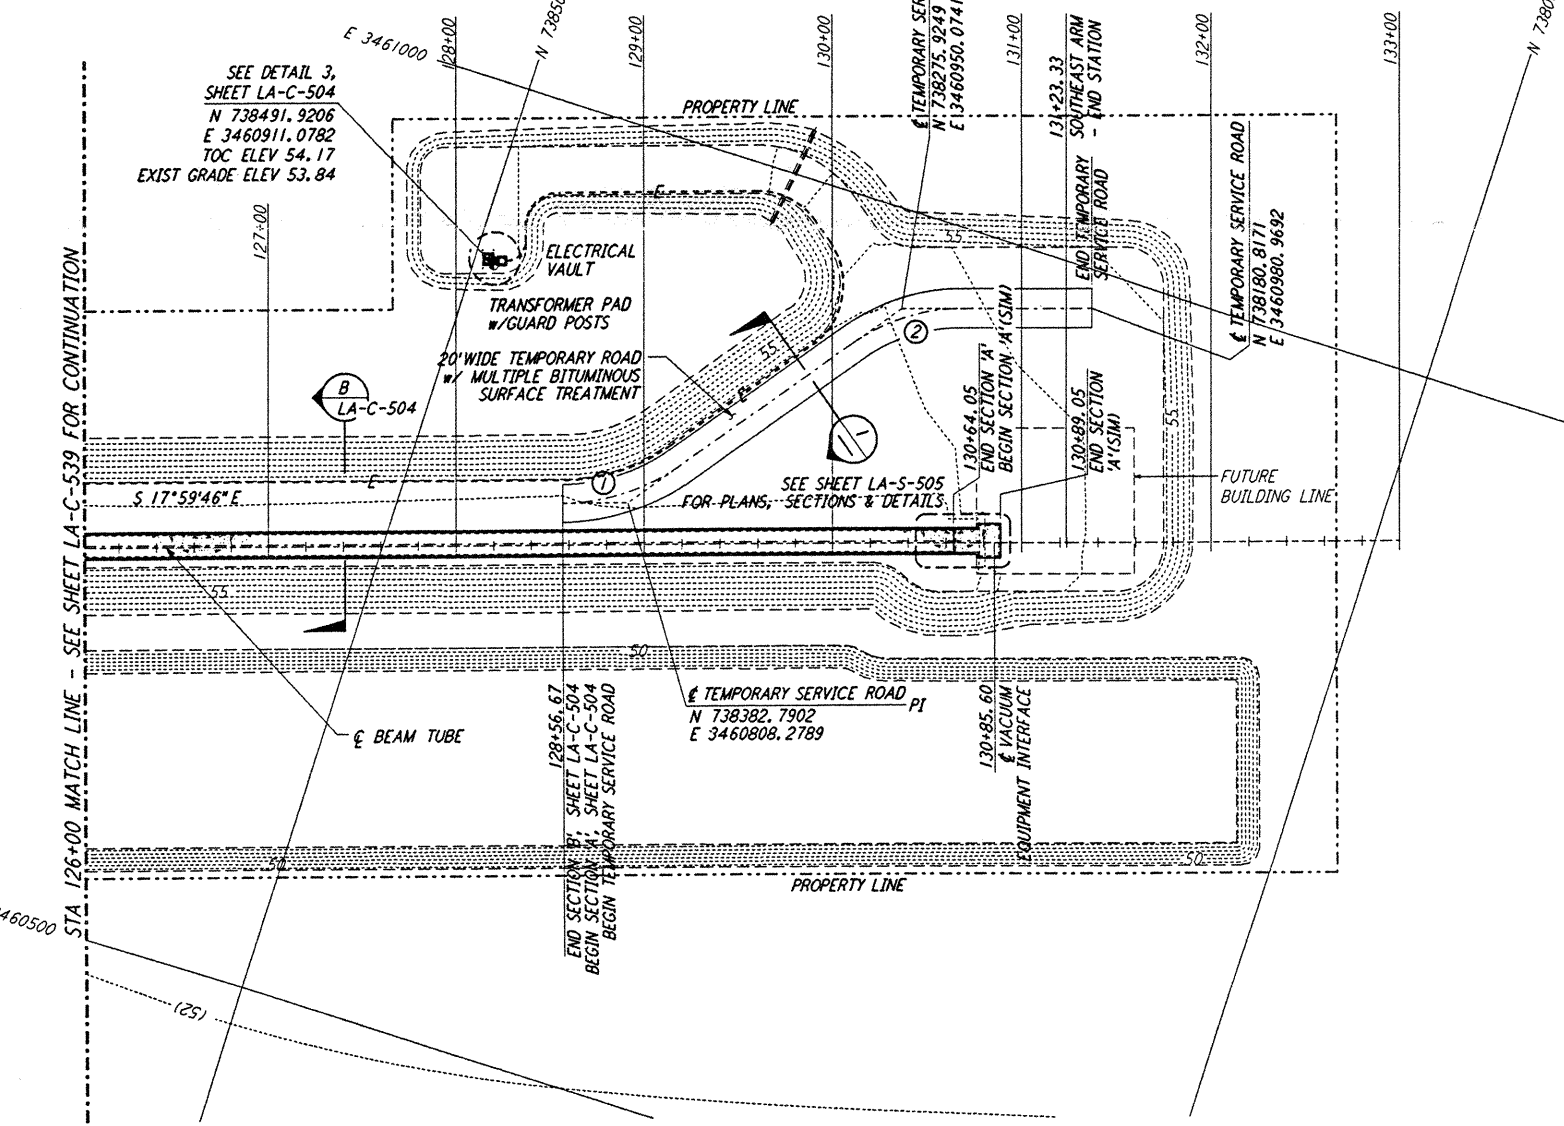 E 3461000
128+00
N 73850
129+00
130+00
℄ TEMPORARY SER
N 738275.9249
E 3460950.0741
131+00
131+23.33
SOUTHEAST ARM
- END STATION
132+00
133+00
N 7380
SEE DETAIL 3,
SHEET LA-C-504
N 738491.9206
E 3460911.0782
TOC ELEV 54.17
EXIST GRADE ELEV 53.84
PROPERTY LINE
127+00
E
ELECTRICAL
VAULT
TRANSFORMER PAD
w/GUARD POSTS
55
END TEMPORARY
SERVICE ROAD
℄ TEMPORARY SERVICE ROAD
N 738180.8171
E 3460980.9692
20' WIDE TEMPORARY ROAD
w/ MULTIPLE BITUMINOUS
SURFACE TREATMENT
55
E
2
B
LA-C-504
1
130+64.05
END SECTION 'A'
BEGIN SECTION 'A'(SIM)
130+89.05
END SECTION
'A'(SIM)
55
FUTURE
BUILDING LINE
E
1
S 17°59'46" E
SEE SHEET LA-S-505
FOR PLANS, SECTIONS & DETAILS
STA 126+00 MATCH LINE - SEE SHEET LA-C-539 FOR CONTINUATION
55
50
℄ BEAM TUBE
128+56.67
END SECTION 'B', SHEET LA-C-504
BEGIN SECTION 'A', SHEET LA-C-504
BEGIN TEMPORARY SERVICE ROAD
℄ TEMPORARY SERVICE ROAD
PI
N 738382.7902
E 3460808.2789
130+85.60
℄ VACUUM
EQUIPMENT INTERFACE
50
50
PROPERTY LINE
460500
(52)